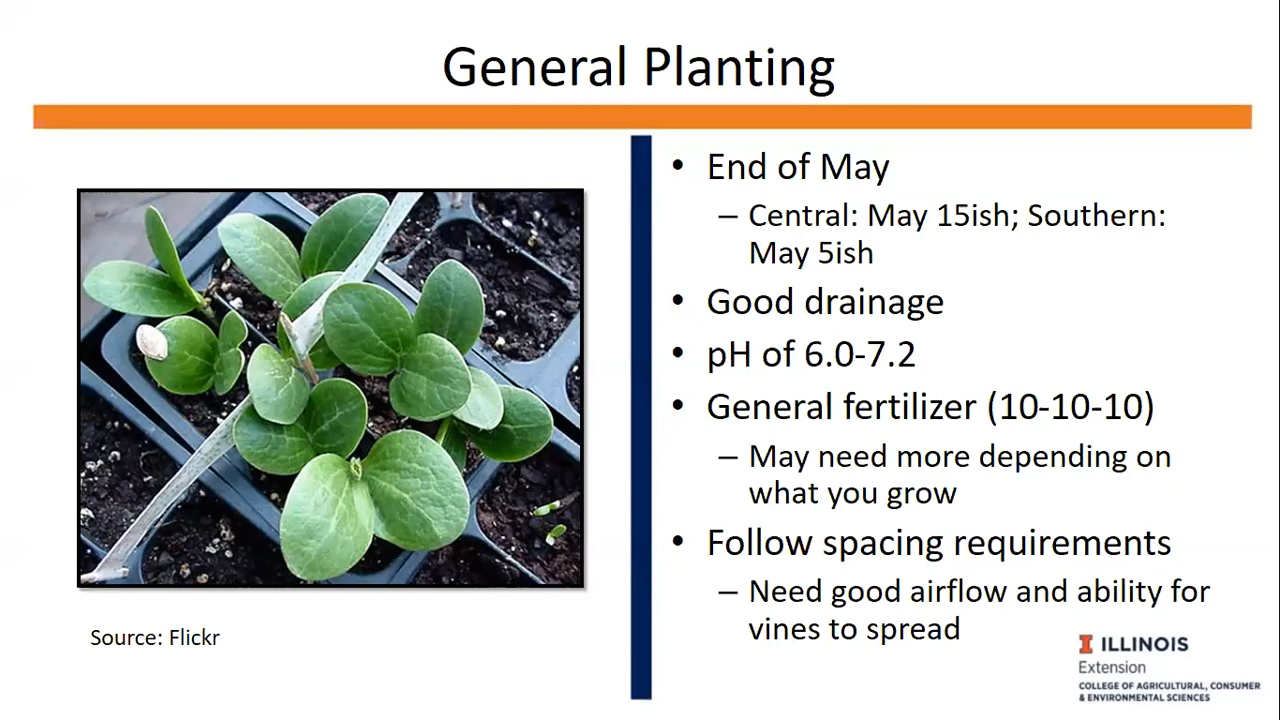 General Planting
• End of May
– Central: May 15ish; Southern:
May 5ish
• Good drainage
• pH of 6.0-7.2
• General fertilizer (10-10-10)
– May need more depending on
what you grow
• Follow spacing requirements
– Need good airflow and ability for
vines to spread
Source: Flickr
I ILLINOIS
Extension
COLLEGE OF AGRICULTURAL, CONSUMER
& ENVIRONMENTAL SCIENCES